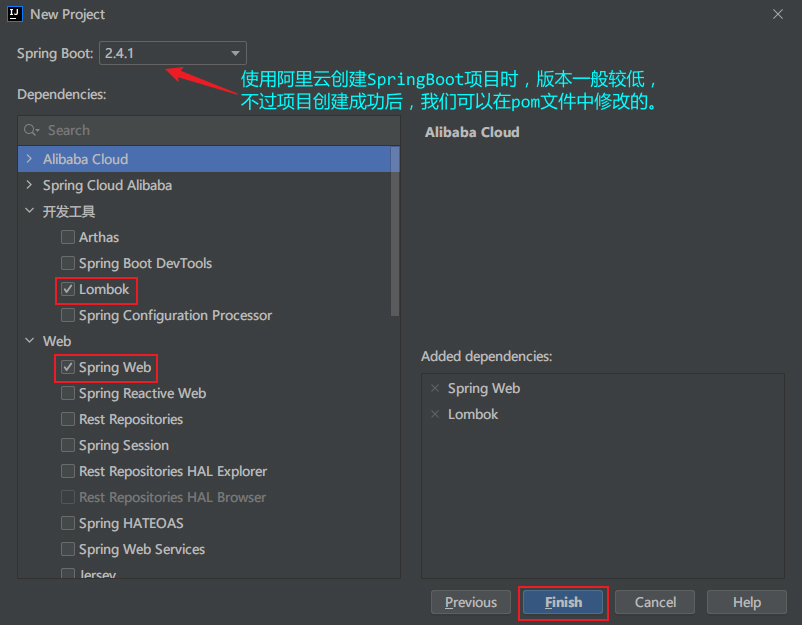 New Project
Spring Boot: 2.4.1
使用阿里云创建SpringBoot项目时，版本一般较低，
不过项目创建成功后，我们可以在pom文件中修改的。
Dependencies:
Search
Alibaba Cloud
Spring Cloud Alibaba
开发工具
Arthas
Spring Boot DevTools
Lombok
Spring Configuration Processor
Web
Spring Web
Spring Reactive Web
Rest Repositories
Spring Session
Rest Repositories HAL Explorer
Rest Repositories HAL Browser
Spring HATEOAS
Spring Web Services
Jersey
Alibaba Cloud
Added dependencies:
Spring Web
Lombok
Previous
Finish
Cancel
Help